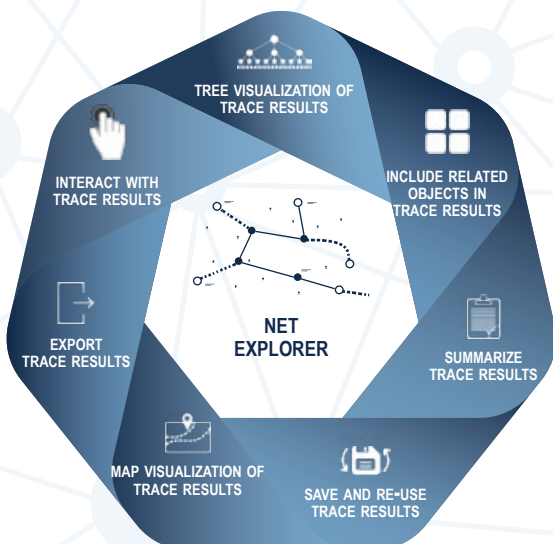 TREE VISUALIZATION OF
TRACE RESULTS
INCLUDE RELATED
OBJECTS IN
TRACE RESULTS
SUMMARIZE
TRACE RESULTS
SAVE AND RE-USE
TRACE RESULTS
MAP VISUALIZATION OF
TRACE RESULTS
EXPORT
TRACE RESULTS
INTERACT WITH
TRACE RESULTS
NET
EXPLORER